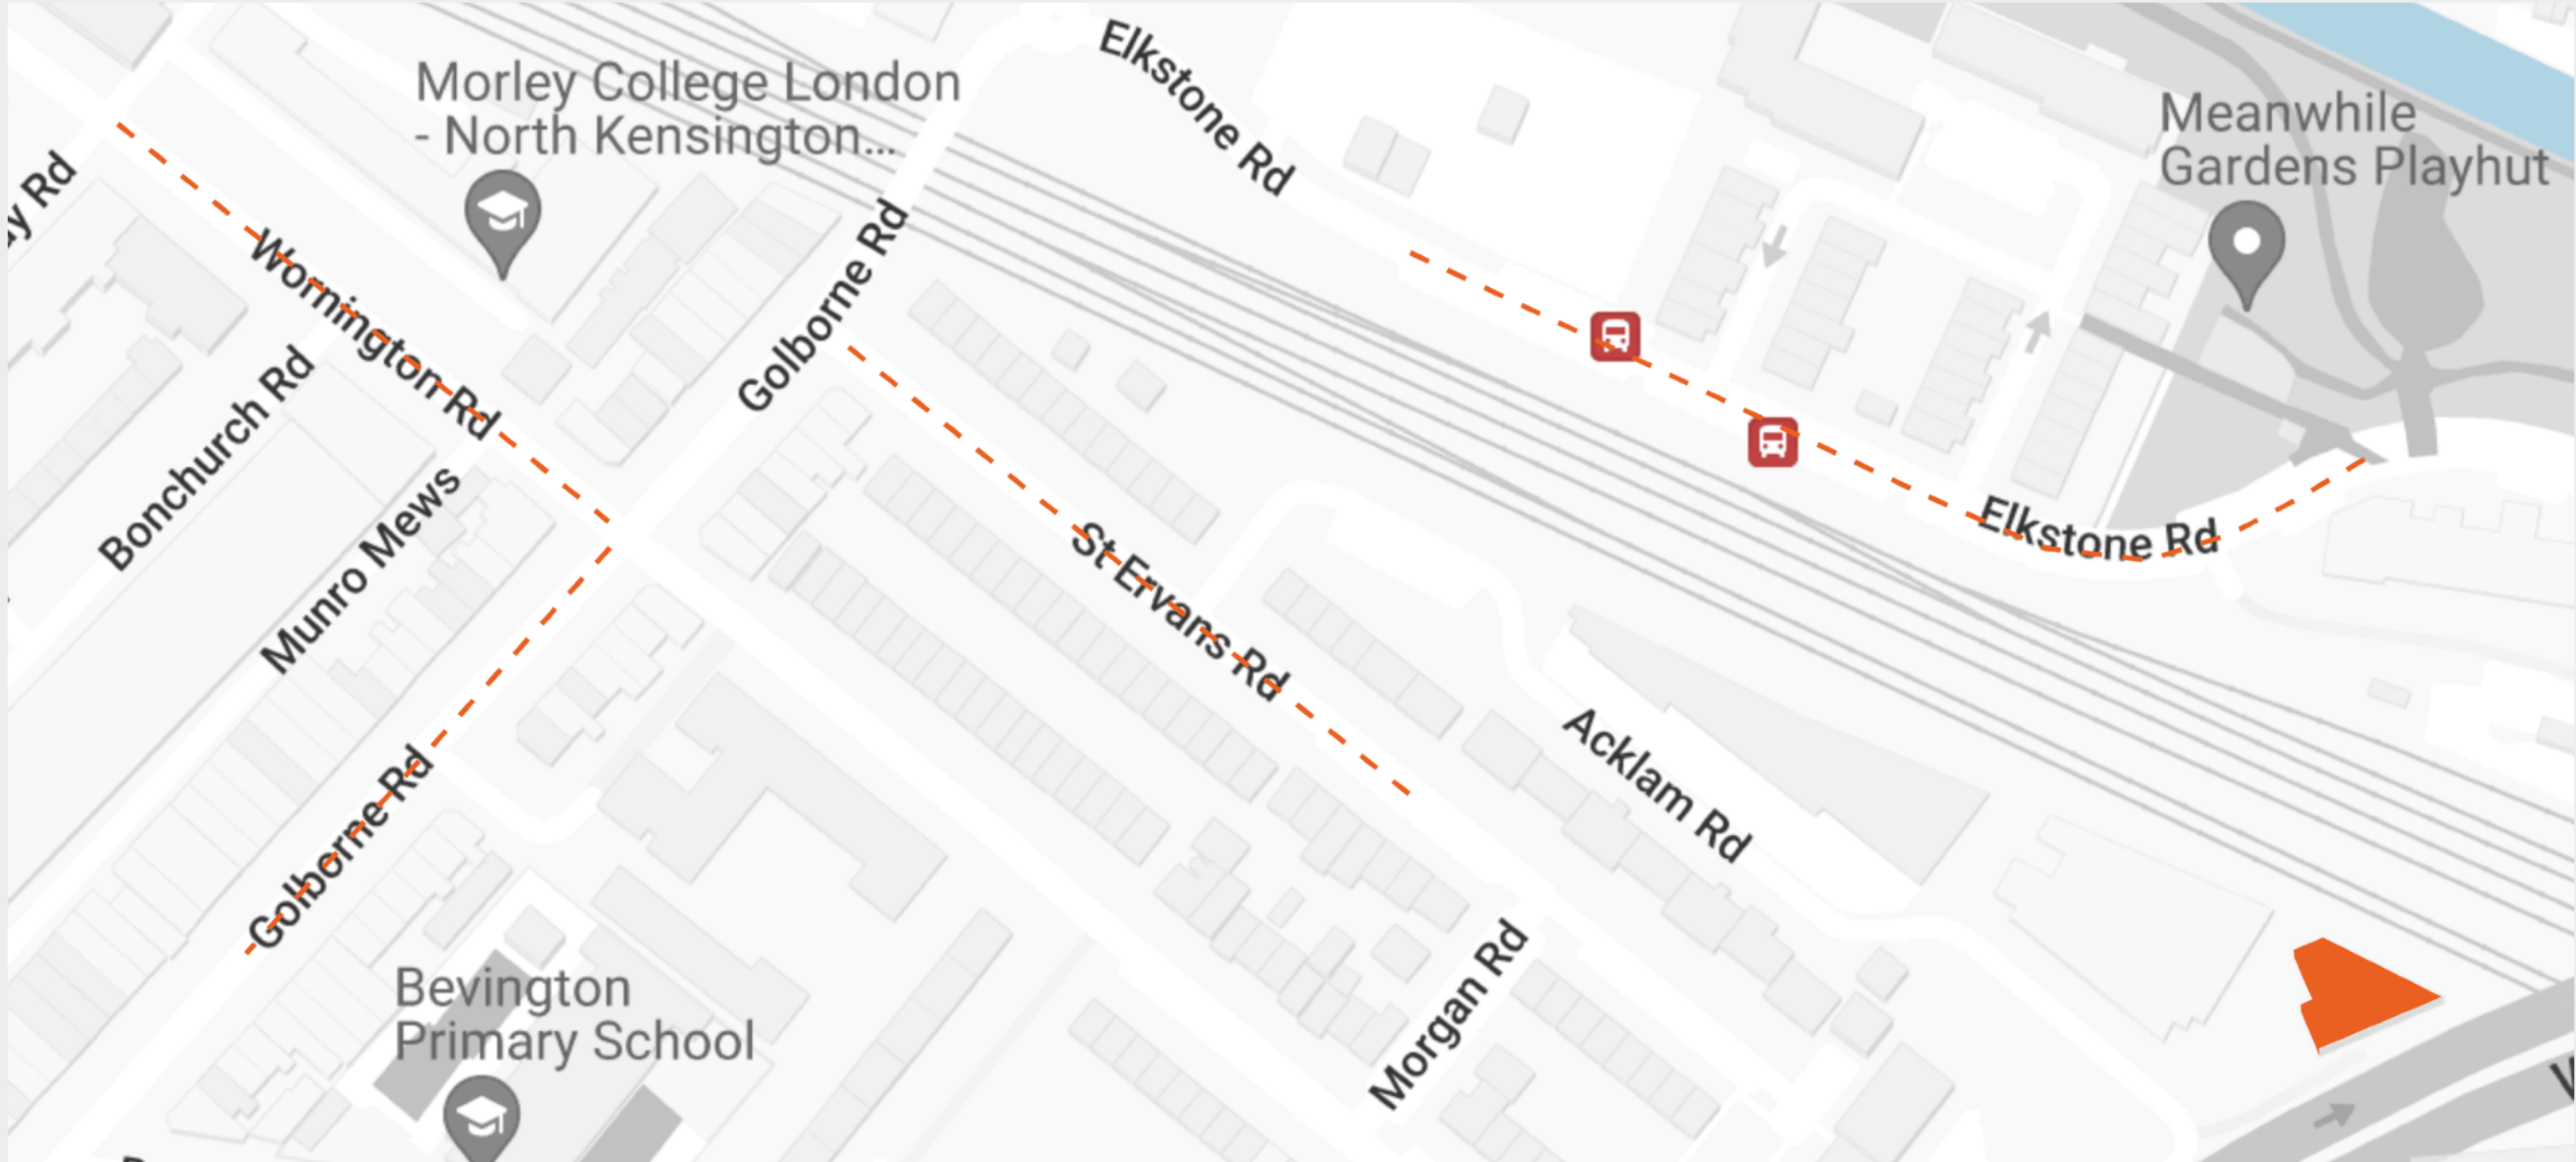 Elkstone Rd
Morley College London
- North Kensington...
Meanwhile
Gardens Playhut
y Rd
Wornington Rd
Golborne Rd
Bonchurch Rd
Munro Mews
St Ervans Rd
Elkstone Rd
Acklam Rd
Golborne Rd
Bevington
Primary School
Morgan Rd